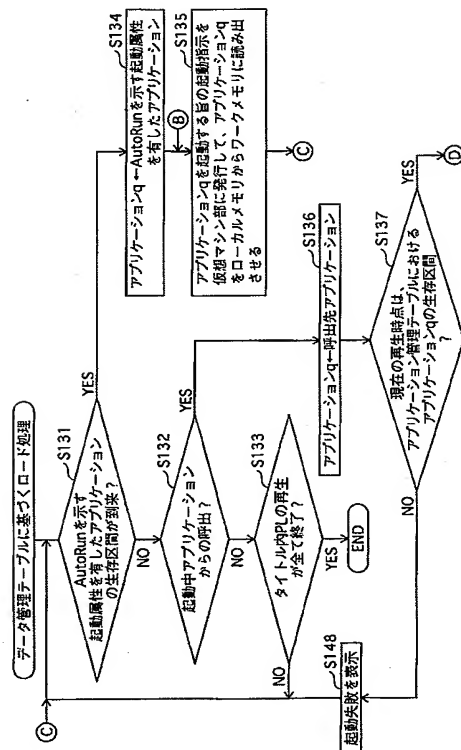 データ管理テーブルに基づくロード処理
C
S131
AutoRunを示す
起動属性を有したアプリケーション
の生存区間が到来?
YES
NO
S134
アプリケーションq←AutoRunを示す起動属性
を有したアプリケーション
B
S135
アプリケーションqを起動する旨の起動指示を
仮想マシン部に発行して、アプリケーションq
をローカルメモリからワークメモリに読み出
させる
C
S132
起動中アプリケーション
からの呼出?
YES
NO
S136
アプリケーションq←呼出先アプリケーション
S133
タイトル内PLの再生
が全て終了?
NO
YES
END
S137
現在の再生時点は、
アプリケーション管理テーブルにおける
アプリケーションqの生存区間
?
YES
D
NO
S148
起動失敗を表示